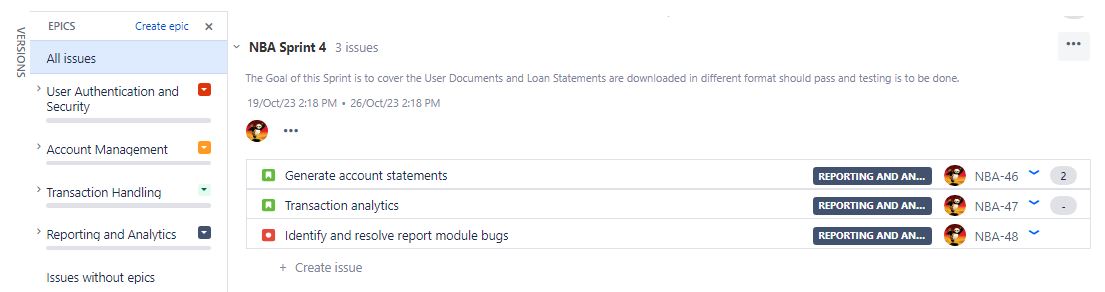 VERSIONS
EPICS Create epic ×
All issues
User Authentication and
Security
Account Management
Transaction Handling
Reporting and Analytics
Issues without epics
NBA Sprint 4 3 issues
The Goal of this Sprint is to cover the User Documents and Loan Statements are downloaded in different format should pass and testing is to be done.
19/Oct/23 2:18 PM • 26/Oct/23 2:18 PM
Generate account statements REPORTING AND AN... NBA-46 2
Transaction analytics REPORTING AND AN... NBA-47 -
Identify and resolve report module bugs REPORTING AND AN... NBA-48
+ Create issue